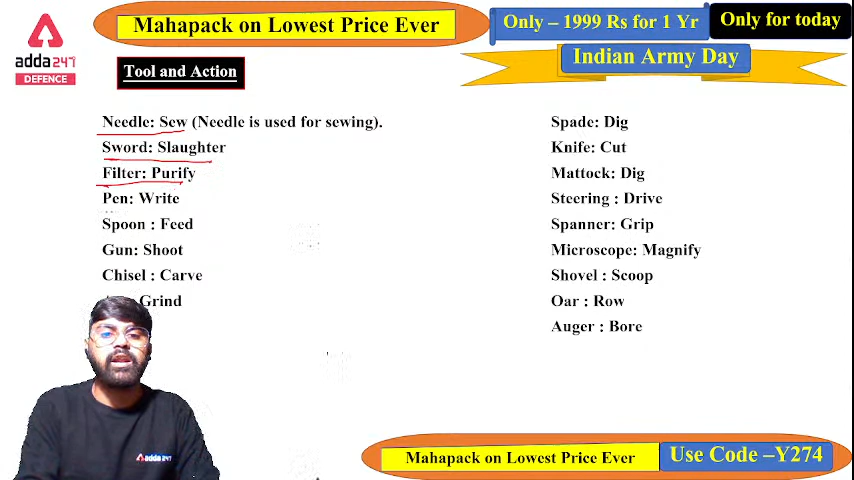 Mahapack on Lowest Price Ever
Only – 1999 Rs for 1 Yr
Only for today
Indian Army Day
adda247
DEFENCE
Tool and Action
Needle: Sew (Needle is used for sewing).
Sword: Slaughter
Filter: Purify
Pen: Write
Spoon : Feed
Gun: Shoot
Chisel : Carve
Grind
Spade: Dig
Knife: Cut
Mattock: Dig
Steering : Drive
Spanner: Grip
Microscope: Magnify
Shovel : Scoop
Oar : Row
Auger : Bore
adda247
Mahapack on Lowest Price Ever
Use Code –Y274